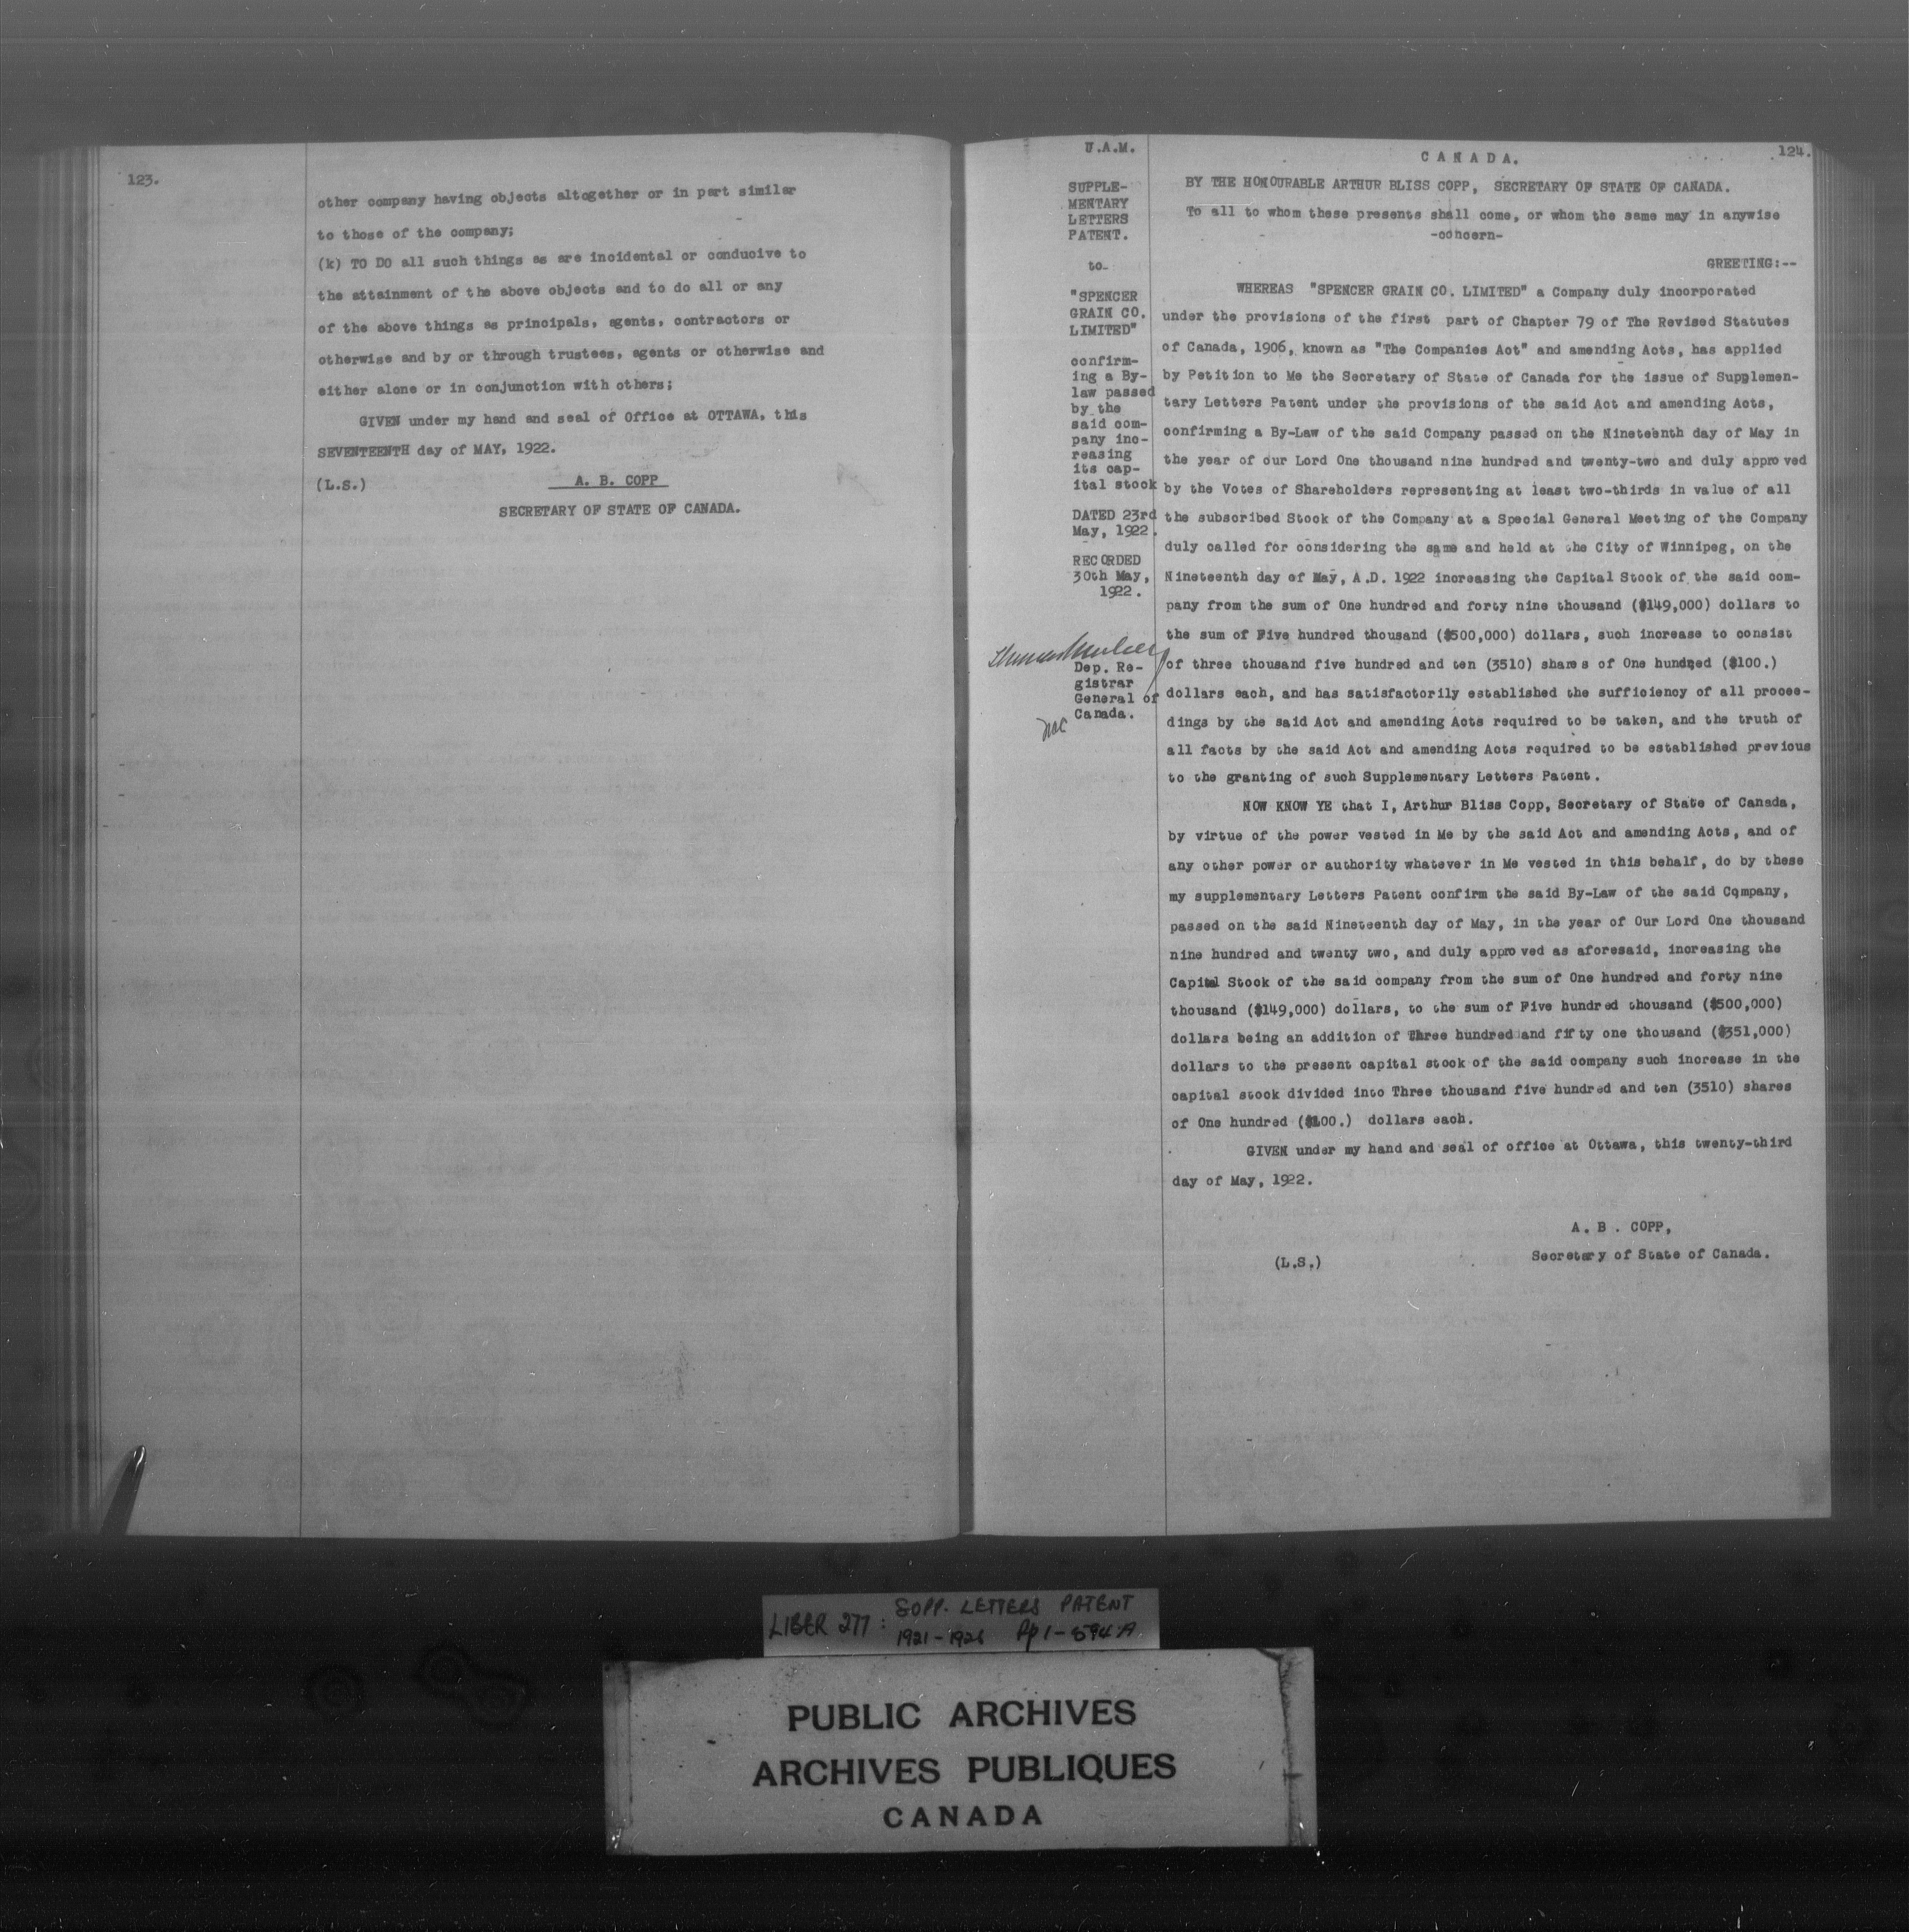 123.
other company having objects altogether or in part similar
to those of the company;
(k) TO DO all such things as are incidental or conducive to
the attainment of the above objects and to do all or any
of the above things as principals, agents, contractors or
otherwise and by or through trustees, agents or otherwise and
either alone or in conjunction with others;
GIVEN under my hand and seal of Office at OTTAWA, this
SEVENTEENTH day of MAY, 1922.
(L.S.) A. B. COPP
SECRETARY OF STATE OF CANADA.
U.A.M.
SUPPLE-
MENTARY
LETTERS
PATENT.
to
"SPENCER
GRAIN CO.
LIMITED"
confirm-
ing a By-
law passed
by the
said com-
pany inc-
reasing
its cap-
ital stock
DATED 23rd
May, 1922.
RECORDED
30th May,
1922.
Dep. Re-
gistrar
General of
Canada.
124.
CANADA.
BY THE HONOURABLE ARTHUR BLISS COPP, SECRETARY OF STATE OF CANADA.
To all to whom these presents shall come, or whom the same may in anywise
-concern-
GREETING:--
WHEREAS "SPENCER GRAIN CO. LIMITED" a Company duly incorporated
under the provisions of the first part of Chapter 79 of The Revised Statutes
of Canada, 1906, known as "The Companies Act" and amending Acts, has applied
by Petition to Me the Secretary of State of Canada for the issue of Supplemen-
tary Letters Patent under the provisions of the said Act and amending Acts,
confirming a By-Law of the said Company passed on the Nineteenth day of May in
the year of our Lord One thousand nine hundred and twenty-two and duly approved
by the Votes of Shareholders representing at least two-thirds in value of all
the subscribed Stock of the Company at a Special General Meeting of the Company
duly called for considering the same and held at the City of Winnipeg, on the
Nineteenth day of May, A.D. 1922 increasing the Capital Stock of the said com-
pany from the sum of One hundred and forty nine thousand ($149,000) dollars to
the sum of Five hundred thousand ($500,000) dollars, such increase to consist
of three thousand five hundred and ten (3510) shares of One hundred ($100.)
dollars each, and has satisfactorily established the sufficiency of all procee-
dings by the said Act and amending Acts required to be taken, and the truth of
all facts by the said Act and amending Acts required to be established previous
to the granting of such Supplementary Letters Patent.
NOW KNOW YE that I, Arthur Bliss Copp, Secretary of State of Canada,
by virtue of the power vested in Me by the said Act and amending Acts, and of
any other power or authority whatever in Me vested in this behalf, do by these
my supplementary Letters Patent confirm the said By-Law of the said Company,
passed on the said Nineteenth day of May, in the year of Our Lord One thousand
nine hundred and twenty two, and duly approved as aforesaid, increasing the
Capital Stock of the said company from the sum of One hundred and forty nine
thousand ($149,000) dollars, to the sum of Five hundred thousand ($500,000)
dollars being an addition of Three hundred and fifty one thousand ($351,000)
dollars to the present capital stock of the said company such increase in the
capital stock divided into Three thousand five hundred and ten (3510) shares
of One hundred ($100.) dollars each.
GIVEN under my hand and seal of office at Ottawa, this twenty-third
day of May, 1922.
A. B. COPP,
(L.S.) Secretary of State of Canada.
LIBER 277: SUPP. LETTERS PATENT
1921-1926 Pp 1-594A
PUBLIC ARCHIVES
ARCHIVES PUBLIQUES
CANADA